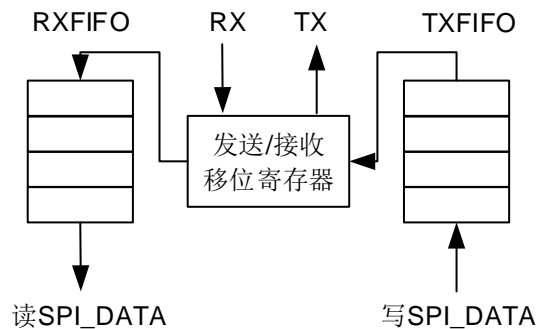 RXFIFO RX TX TXFIFO
发送/接收
移位寄存器
读SPI_DATA 写SPI_DATA